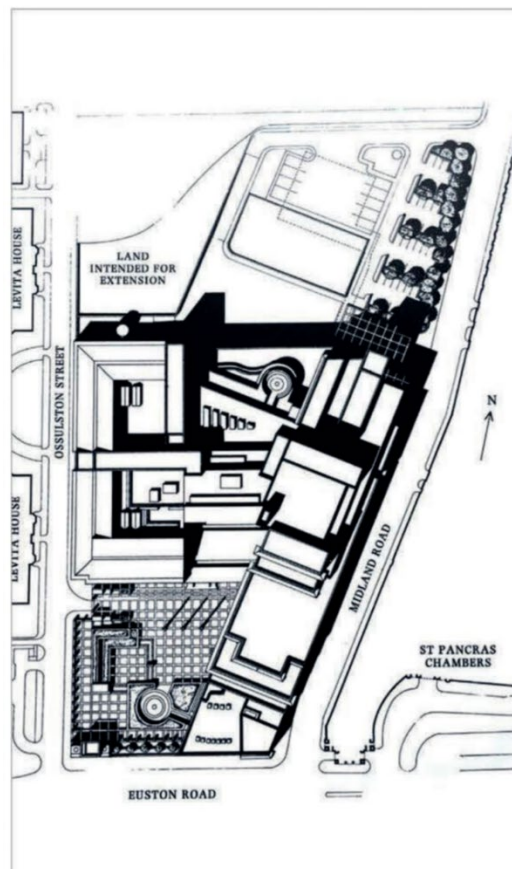 LEVITA HOUSE
LAND
INTENDED FOR
EXTENSION
OSSULSTON STREET
N
LEVITA HOUSE
MIDLAND ROAD
ST PANCRAS
CHAMBERS
EUSTON ROAD